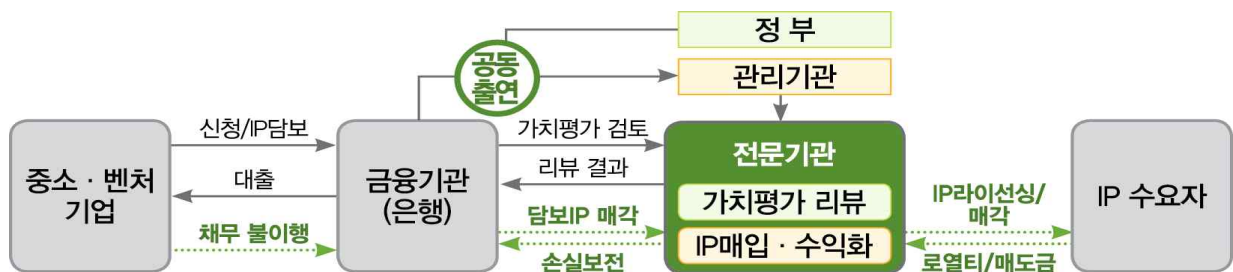 정 부
공동
출연
관리기관
중소 · 벤처
기업
신청/IP담보
대출
채무 불이행
금융기관
(은행)
가치평가 검토
리뷰 결과
담보IP 매각
손실보전
전문기관
가치평가 리뷰
IP매입 · 수익화
IP라이선싱/
매각
로열티/매도금
IP 수요자